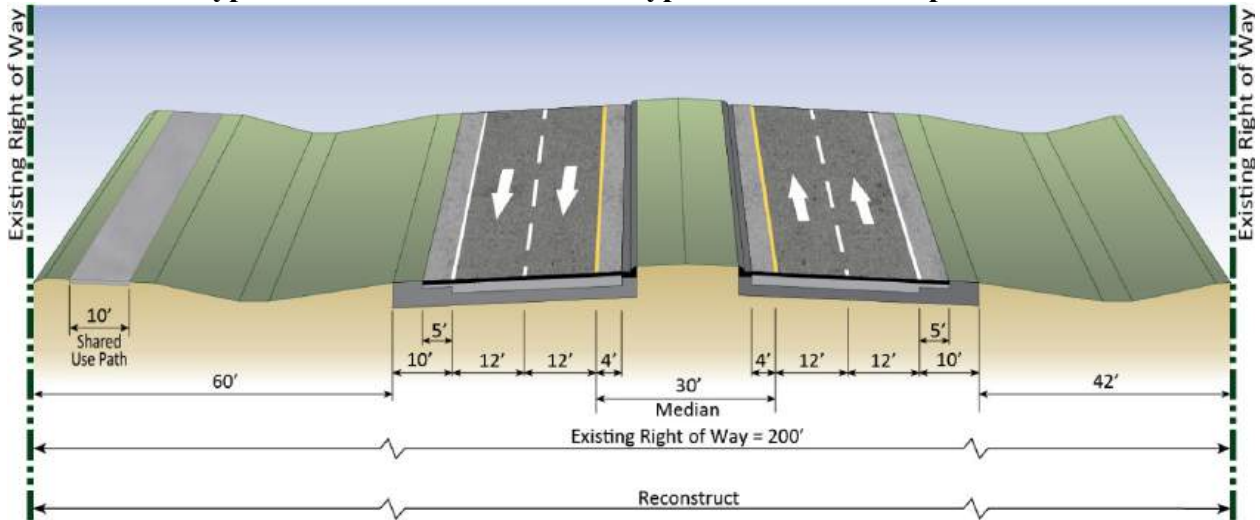 Existing Right of Way
Existing Right of Way
10'
Shared
Use Path
5'
5'
10'
12'
12'
4'
4'
12'
12'
10'
60'
30'
42'
Median
Existing Right of Way = 200'
Reconstruct